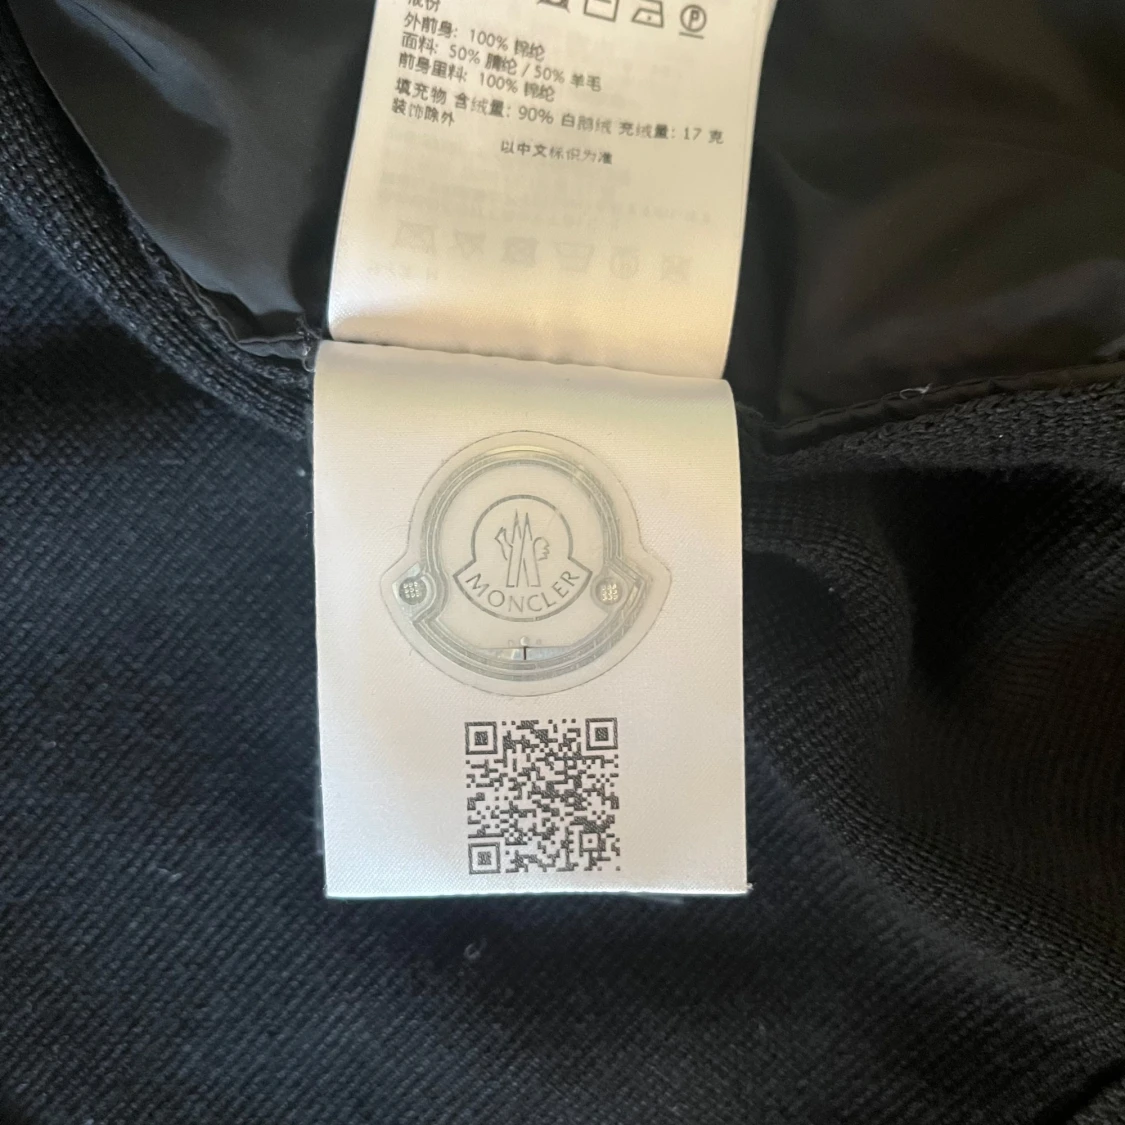 成份
外前身: 100% 锦纶
面料: 50% 腈纶 / 50% 羊毛
前身里料: 100% 锦纶
填充物 含绒量: 90% 白鹅绒 充绒量: 17 克
装饰除外
以中文标识为准
MONCLER